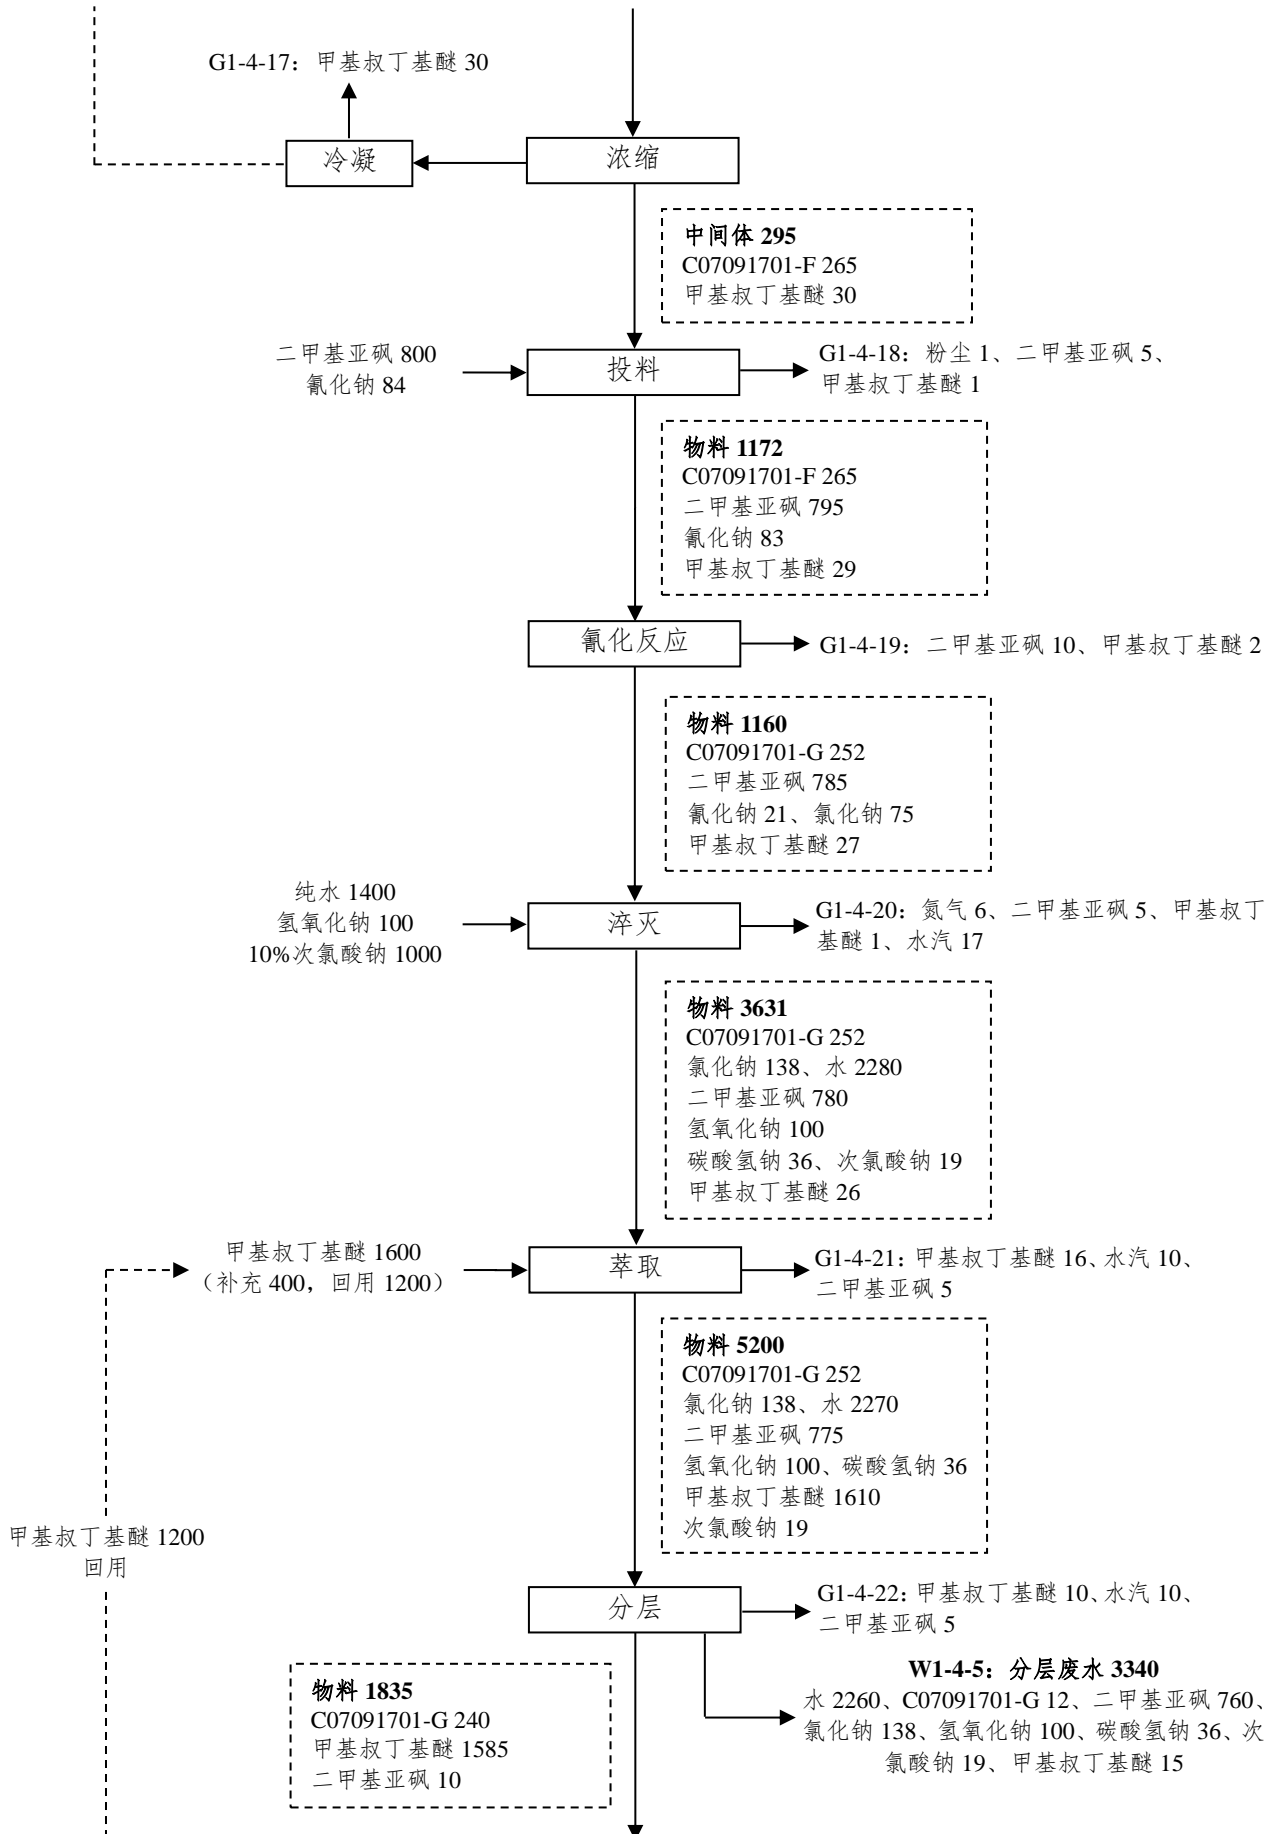 G1-4-17：甲基叔丁基醚 30
冷凝
浓缩
中间体 295
C07091701-F 265
甲基叔丁基醚 30
二甲基亚砜 800
氰化钠 84
投料
G1-4-18：粉尘 1、二甲基亚砜 5、
甲基叔丁基醚 1
物料 1172
C07091701-F 265
二甲基亚砜 795
氰化钠 83
甲基叔丁基醚 29
氰化反应
G1-4-19：二甲基亚砜 10、甲基叔丁基醚 2
物料 1160
C07091701-G 252
二甲基亚砜 785
氰化钠 21、氯化钠 75
甲基叔丁基醚 27
纯水 1400
氢氧化钠 100
10%次氯酸钠 1000
淬灭
G1-4-20：氮气 6、二甲基亚砜 5、甲基叔丁
基醚 1、水汽 17
物料 3631
C07091701-G 252
氯化钠 138、水 2280
二甲基亚砜 780
氢氧化钠 100
碳酸氢钠 36、次氯酸钠 19
甲基叔丁基醚 26
甲基叔丁基醚 1600
（补充 400，回用 1200）
萃取
G1-4-21：甲基叔丁基醚 16、水汽 10、
二甲基亚砜 5
物料 5200
C07091701-G 252
氯化钠 138、水 2270
二甲基亚砜 775
氢氧化钠 100、碳酸氢钠 36
甲基叔丁基醚 1610
次氯酸钠 19
甲基叔丁基醚 1200
回用
分层
G1-4-22：甲基叔丁基醚 10、水汽 10、
二甲基亚砜 5
W1-4-5：分层废水 3340
水 2260、C07091701-G 12、二甲基亚砜 760、
氯化钠 138、氢氧化钠 100、碳酸氢钠 36、次
氯酸钠 19、甲基叔丁基醚 15
物料 1835
C07091701-G 240
甲基叔丁基醚 1585
二甲基亚砜 10